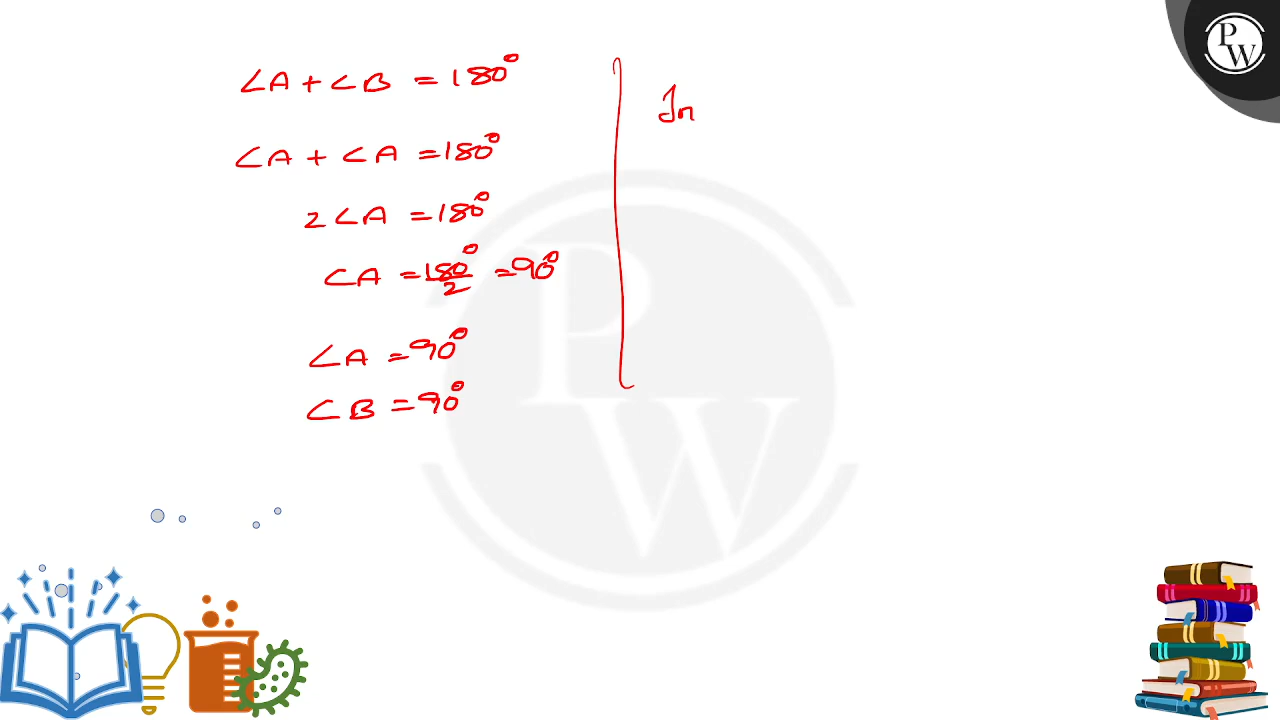 ∠A + ∠B = 180°
∠A + ∠A = 180°
2∠A = 180°
∠A = 180°/2 = 90°
∠A = 90°
∠B = 90°
In
P
W
P
W